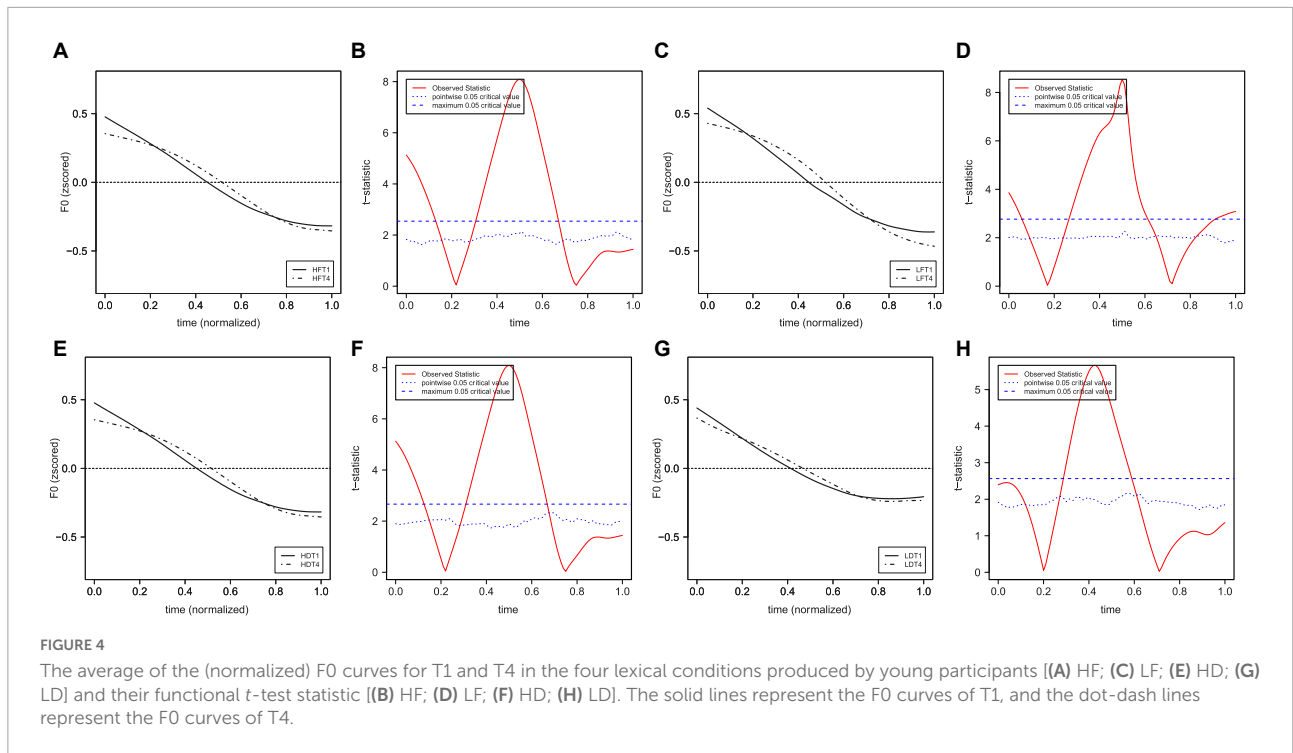 A
B
C
D
0.5
0.0
−0.5
F0 (zscored)
0.0 0.2 0.4 0.6 0.8 1.0
time (normalized)
HFT1
HFT4
8
6
4
2
0
t−statistic
Observed Statistic
pointwise 0.05 critical value
maximum 0.05 critical value
0.0 0.2 0.4 0.6 0.8 1.0
time
0.5
0.0
−0.5
F0 (zscored)
0.0 0.2 0.4 0.6 0.8 1.0
time (normalized)
LFT1
LFT4
8
6
4
2
0
t−statistic
Observed Statistic
pointwise 0.05 critical value
maximum 0.05 critical value
0.0 0.2 0.4 0.6 0.8 1.0
time
E
F
G
H
0.5
0.0
−0.5
F0 (zscored)
0.0 0.2 0.4 0.6 0.8 1.0
time (normalized)
HDT1
HDT4
8
6
4
2
0
t−statistic
Observed Statistic
pointwise 0.05 critical value
maximum 0.05 critical value
0.0 0.2 0.4 0.6 0.8 1.0
time
0.5
0.0
−0.5
F0 (zscored)
0.0 0.2 0.4 0.6 0.8 1.0
time (normalized)
LDT1
LDT4
5
4
3
2
1
0
t−statistic
Observed Statistic
pointwise 0.05 critical value
maximum 0.05 critical value
0.0 0.2 0.4 0.6 0.8 1.0
time
FIGURE 4
The average of the (normalized) F0 curves for T1 and T4 in the four lexical conditions produced by young participants [(A) HF; (C) LF; (E) HD; (G)
LD] and their functional t-test statistic [(B) HF; (D) LF; (F) HD; (H) LD]. The solid lines represent the F0 curves of T1, and the dot-dash lines
represent the F0 curves of T4.